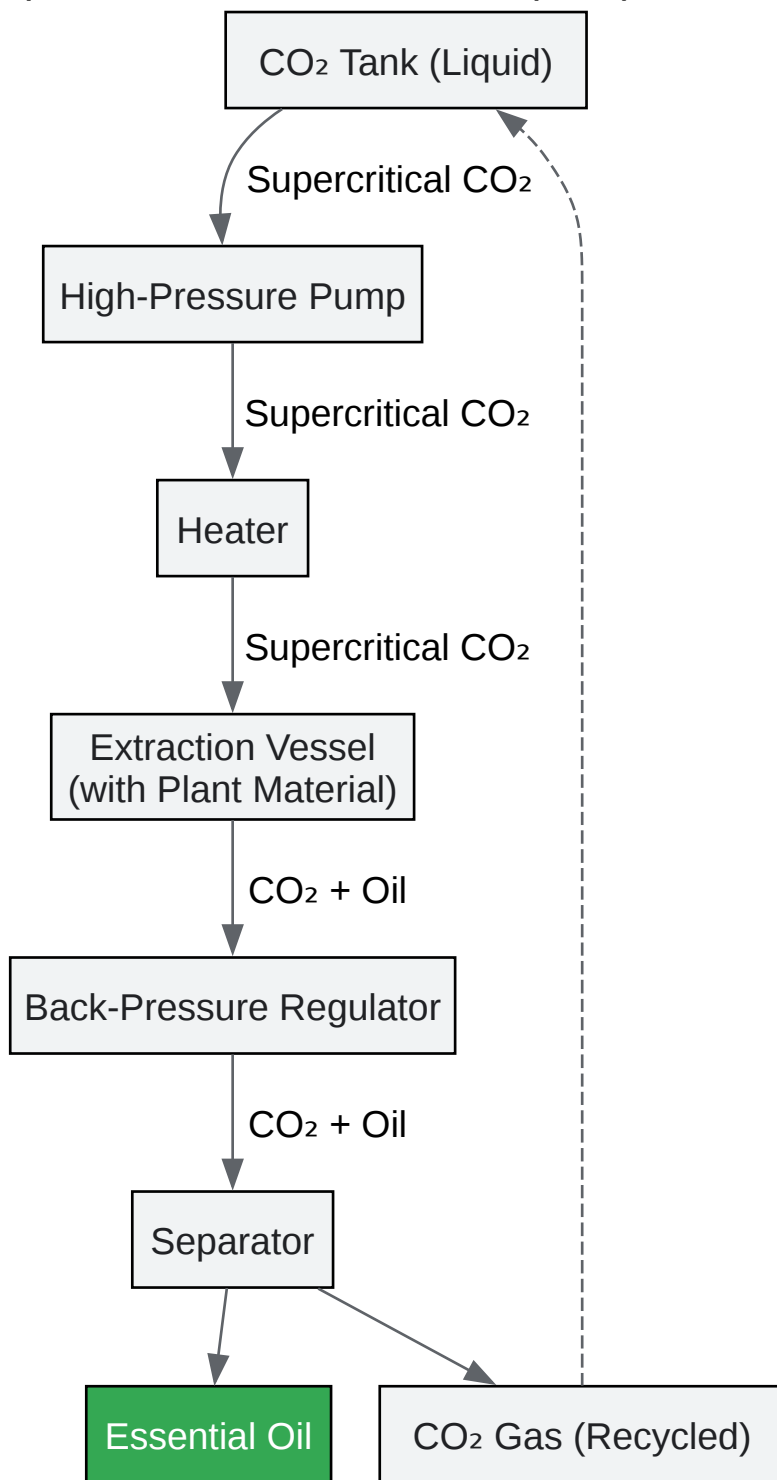 CO₂ Tank (Liquid)
Supercritical CO₂
High-Pressure Pump
Supercritical CO₂
Heater
Supercritical CO₂
Extraction Vessel
(with Plant Material)
CO₂ + Oil
Back-Pressure Regulator
CO₂ + Oil
Separator
Essential Oil
CO₂ Gas (Recycled)